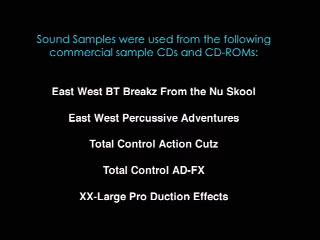 Sound Samples were used from the following
commercial sample CDs and CD-ROMs:
East West BT Breakz From the Nu Skool
East West Percussive Adventures
Total Control Action Cutz
Total Control AD-FX
XX-Large Pro Duction Effects